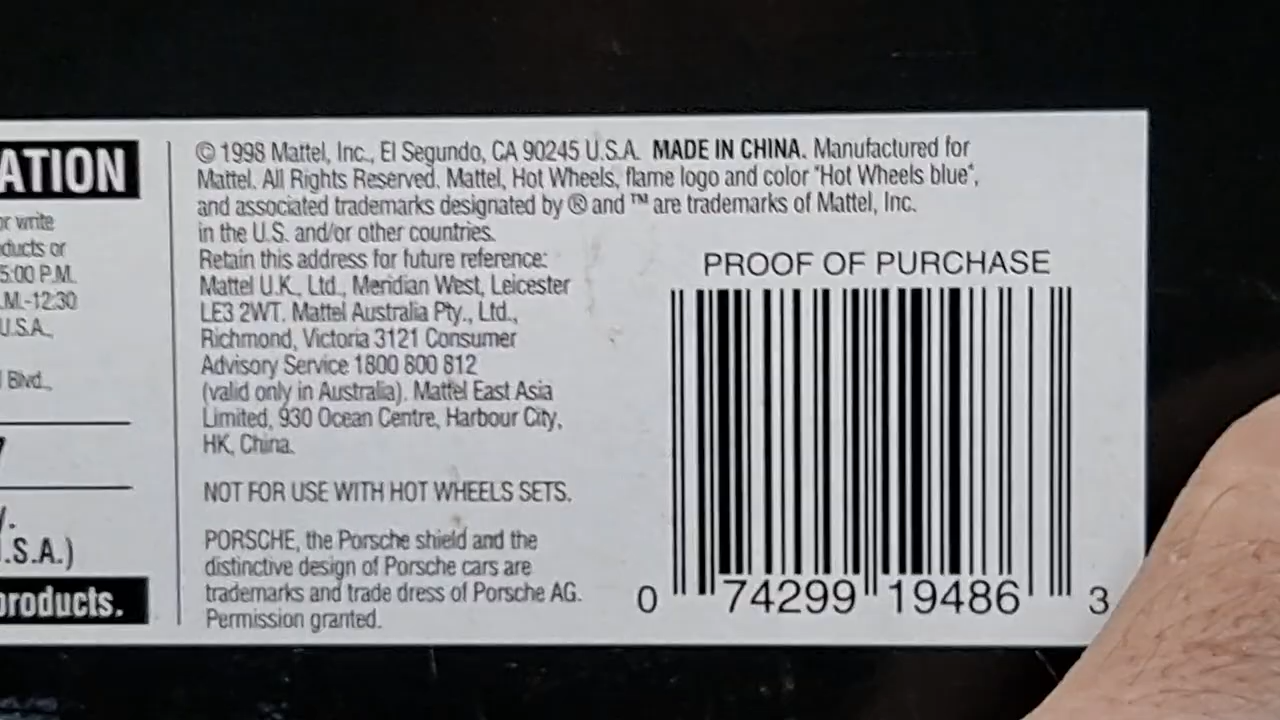 ATION
or write
ducts or
5:00 P.M.
.M.-12:30
U.S.A.,
Blvd.,
.S.A.)
products.
© 1998 Mattel, Inc., El Segundo, CA 90245 U.S.A. MADE IN CHINA. Manufactured for
Mattel. All Rights Reserved. Mattel, Hot Wheels, flame logo and color "Hot Wheels blue",
and associated trademarks designated by ® and ™ are trademarks of Mattel, Inc.
in the U.S. and/or other countries.
Retain this address for future reference:
Mattel U.K., Ltd., Meridian West, Leicester
LE3 2WT. Mattel Australia Pty., Ltd.,
Richmond, Victoria 3121 Consumer
Advisory Service 1800 800 812
(valid only in Australia). Mattel East Asia
Limited, 930 Ocean Centre, Harbour City,
HK, China.
NOT FOR USE WITH HOT WHEELS SETS.
PORSCHE, the Porsche shield and the
distinctive design of Porsche cars are
trademarks and trade dress of Porsche AG.
Permission granted.
PROOF OF PURCHASE
0 74299 19486 3